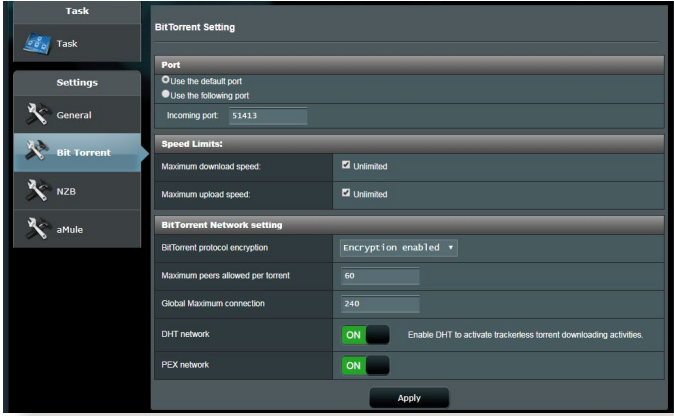 Task
Task
Settings
General
Bit Torrent
NZB
aMule
BitTorrent Setting
Port
Use the default port
Use the following port
Incoming port: 51413
Speed Limits:
Maximum download speed: Unlimited
Maximum upload speed: Unlimited
BitTorrent Network setting
BitTorrent protocol encryption Encryption enabled
Maximum peers allowed per torrent 60
Global Maximum connection 240
DHT network ON Enable DHT to activate trackerless torrent downloading activities.
PEX network ON
Apply